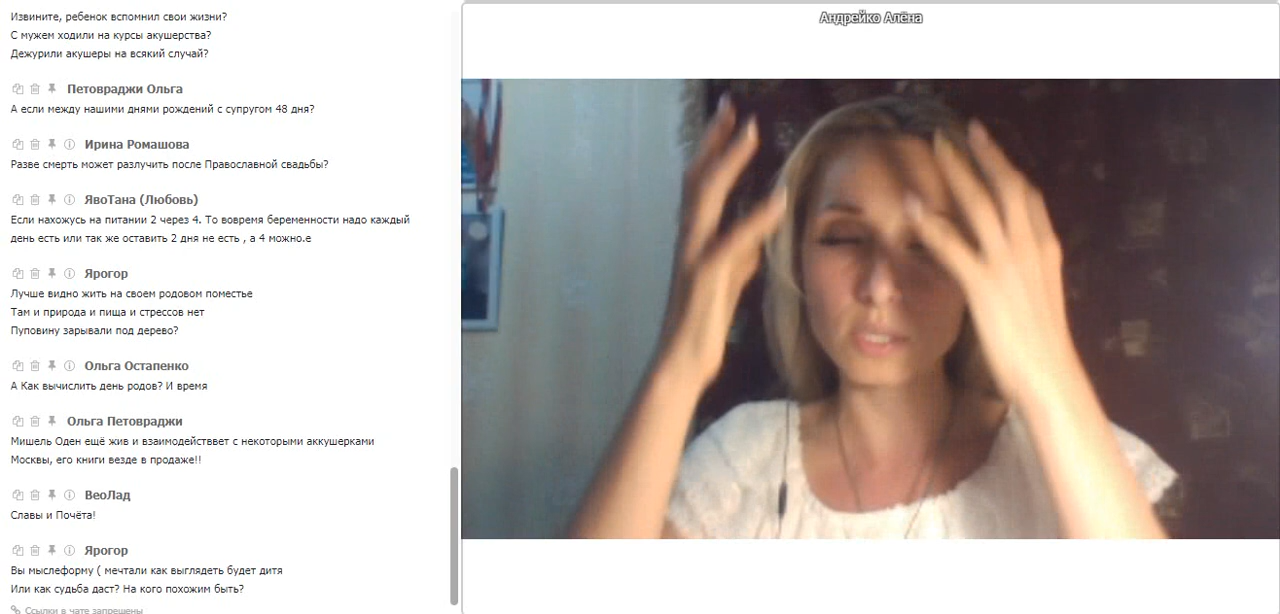 Извините, ребенок вспомнил свои жизни?
С мужем ходили на курсы акушерства?
Дежурили акушеры на всякий случай?
Петовраджи Ольга
А если между нашими днями рождений с супругом 48 дня?
Ирина Ромашова
Разве смерть может разлучить после Православной свадьбы?
ЯвоТана (Любовь)
Если нахожусь на питании 2 через 4. То вовремя беременности надо каждый
день есть или так же оставить 2 дня не есть , а 4 можно.е
Ярогор
Лучше видно жить на своем родовом поместье
Там и природа и пища и стрессов нет
Пуповину зарывали под дерево?
Ольга Остапенко
А Как вычислить день родов? И время
Ольга Петовраджи
Мишель Оден ещё жив и взаимодействвет с некоторыми аккушерками
Москвы, его книги везде в продаже!!
ВеоЛад
Славы и Почёта!
Ярогор
Вы мыслеформу ( мечтали как выглядеть будет дитя
Или как судьба даст? На кого похожим быть?
Ссылки в чате запрещены
Андрейко Алёна